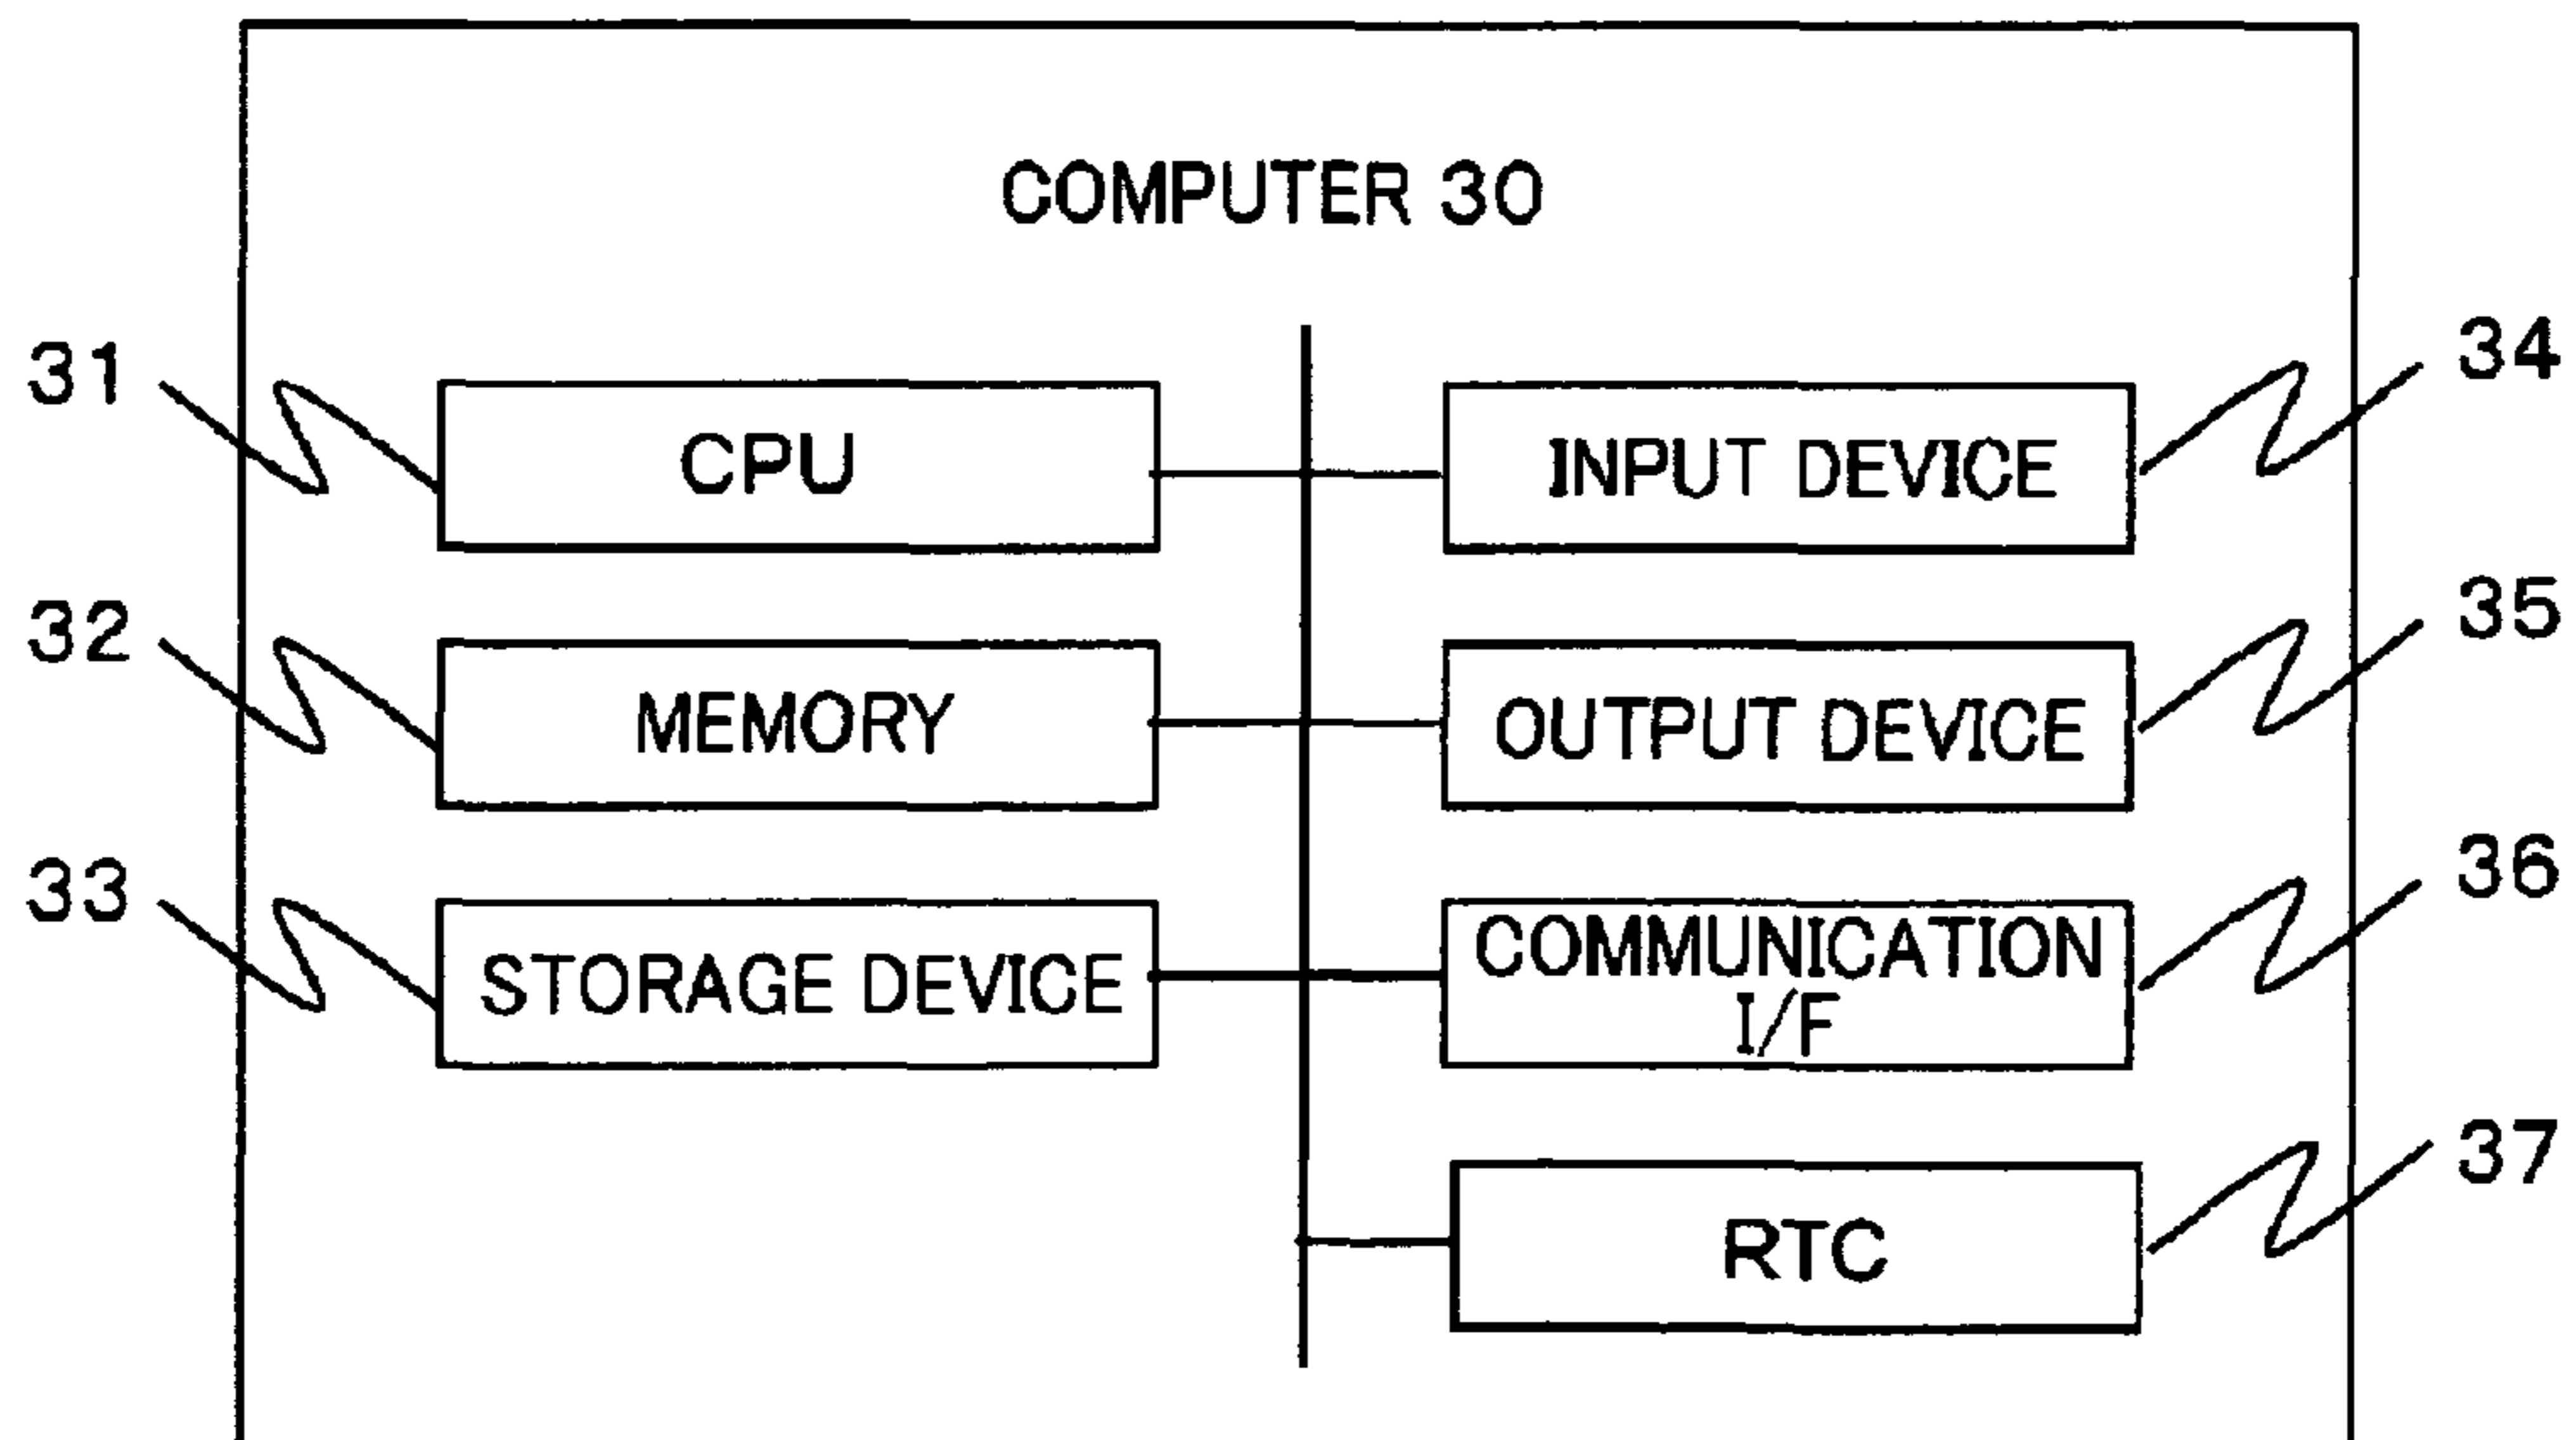 COMPUTER 30
31
CPU
INPUT DEVICE
34
32
MEMORY
OUTPUT DEVICE
35
33
STORAGE DEVICE
COMMUNICATION
I/F
36
RTC
37